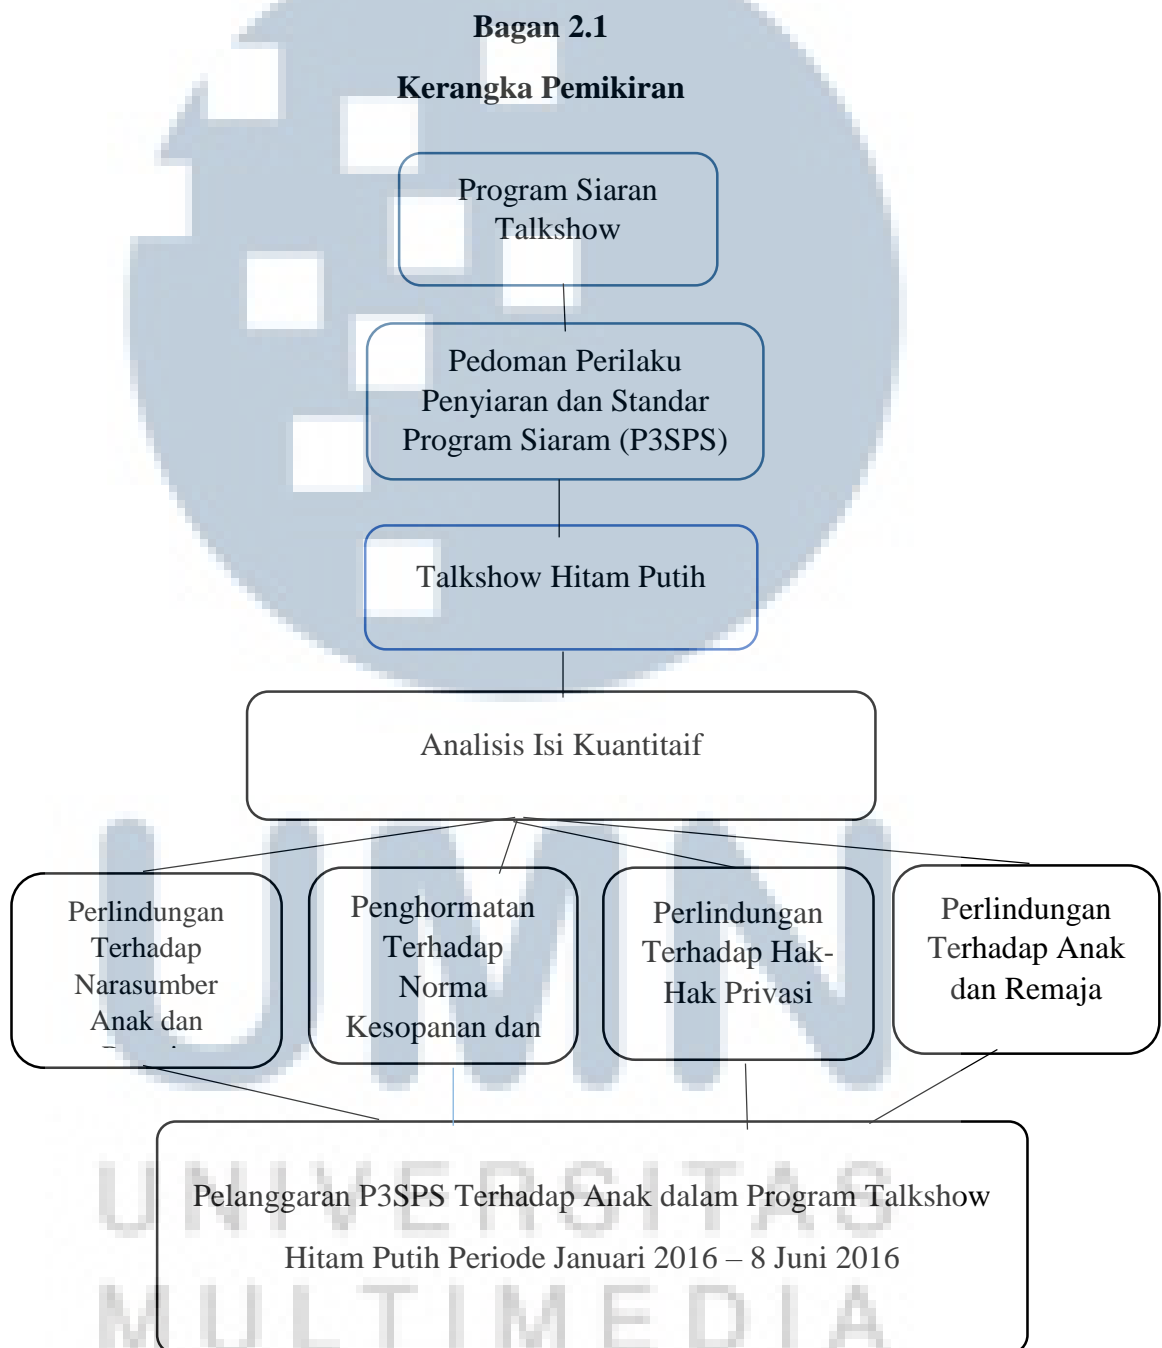 Bagan 2.1
Kerangka Pemikiran
Program Siaran
Talkshow
Pedoman Perilaku
Penyiaran dan Standar
Program Siaram (P3SPS)
Talkshow Hitam Putih
Analisis Isi Kuantitaif
Perlindungan
Terhadap
Narasumber
Anak dan
Penghormatan
Terhadap
Norma
Kesopanan dan
Perlindungan
Terhadap Hak-
Hak Privasi
Perlindungan
Terhadap Anak
dan Remaja
Pelanggaran P3SPS Terhadap Anak dalam Program Talkshow
Hitam Putih Periode Januari 2016 – 8 Juni 2016
UMN
UNIVERSITAS
MULTIMEDIA